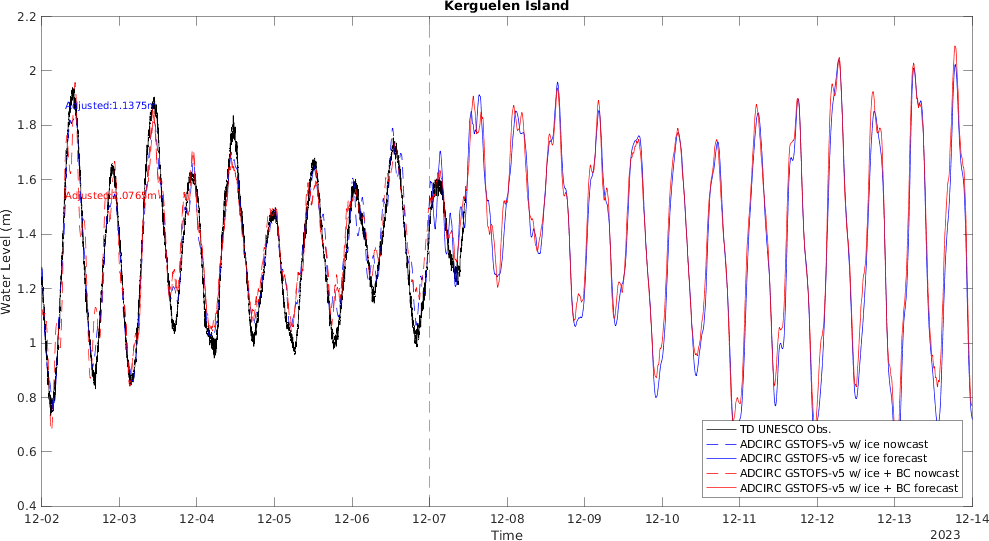 Kerguelen Island
2.2
2
1.8
1.6
1.4
1.2
1
0.8
0.6
0.4
Water Level (m)
Adjusted:1.1375m
Adjusted:1.0765m
TD UNESCO Obs.
ADCIRC GSTOFS-v5 w/ ice nowcast
ADCIRC GSTOFS-v5 w/ ice forecast
ADCIRC GSTOFS-v5 w/ ice + BC nowcast
ADCIRC GSTOFS-v5 w/ ice + BC forecast
12-02 12-03 12-04 12-05 12-06 12-07 12-08 12-09 12-10 12-11 12-12 12-13 12-14
Time
2023